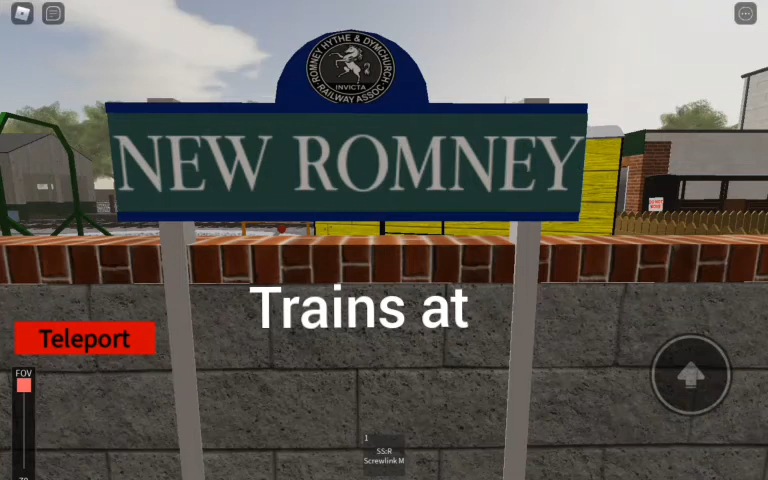 ROMNEY HYTHE & DYMCHURCH
INVICTA
RAILWAY ASSOC
NEW ROMNEY
Trains at
Teleport
FOV
1
SS:R
Screwlink M